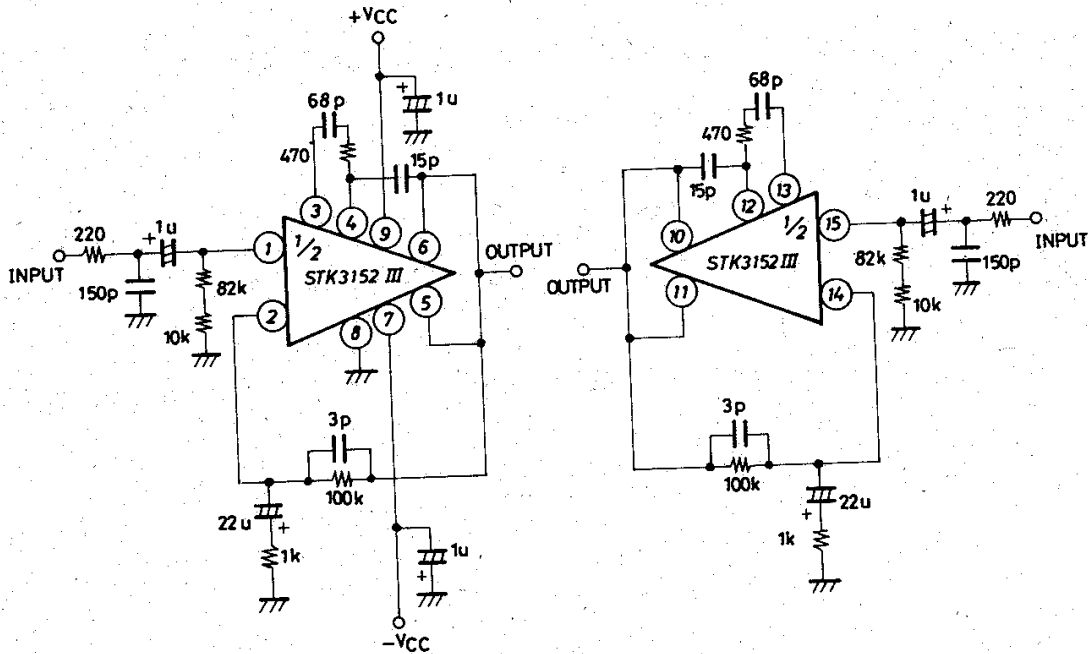 +VCC
68p
+
1u
470
15p
3
4
9
6
220
+
1u
1
1/2
INPUT
STK3152 III
OUTPUT
150p
82k
2
5
10k
8
7
3p
100k
22u
+
1k
1u
+
-VCC
68p
470
15p
12
13
10
1/2
15
1u
+
220
INPUT
STK3152 III
82k
150p
OUTPUT
11
14
10k
3p
100k
22u
+
1k